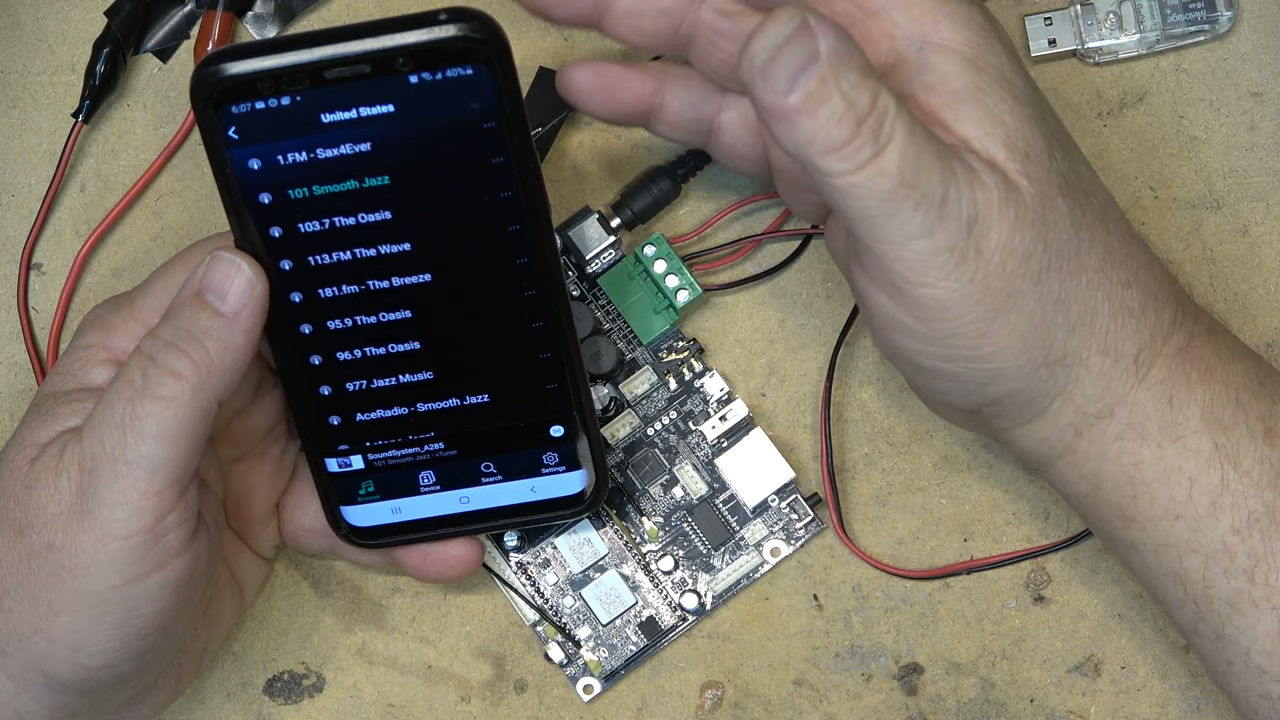 6:07
40%
United States
1.FM - Sax4Ever
101 Smooth Jazz
103.7 The Oasis
113.FM The Wave
181.fm - The Breeze
95.9 The Oasis
96.9 The Oasis
977 Jazz Music
AceRadio - Smooth Jazz
SoundSystem_A285
101 Smooth Jazz - vTuner
Browse
Device
Search
Settings
Metorage
16GB